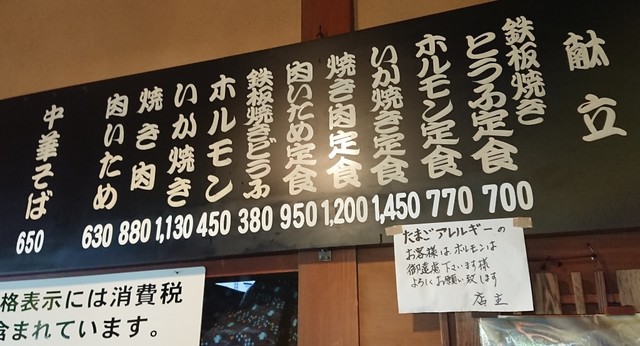 献立
鉄板焼き
とうふ定食
700
ホルモン定食
770
いか焼き定食
1,450
焼き肉定食
1,200
肉いため定食
950
鉄板焼きどうふ
380
ホルモン
450
いか焼き
1,130
焼き肉
880
肉いため
630
中華そば
650
たまごアレルギーの
お客様はホルモンは
御遠慮下さいます様
よろしくお願い致します
店主
格表示には消費税
含まれています。